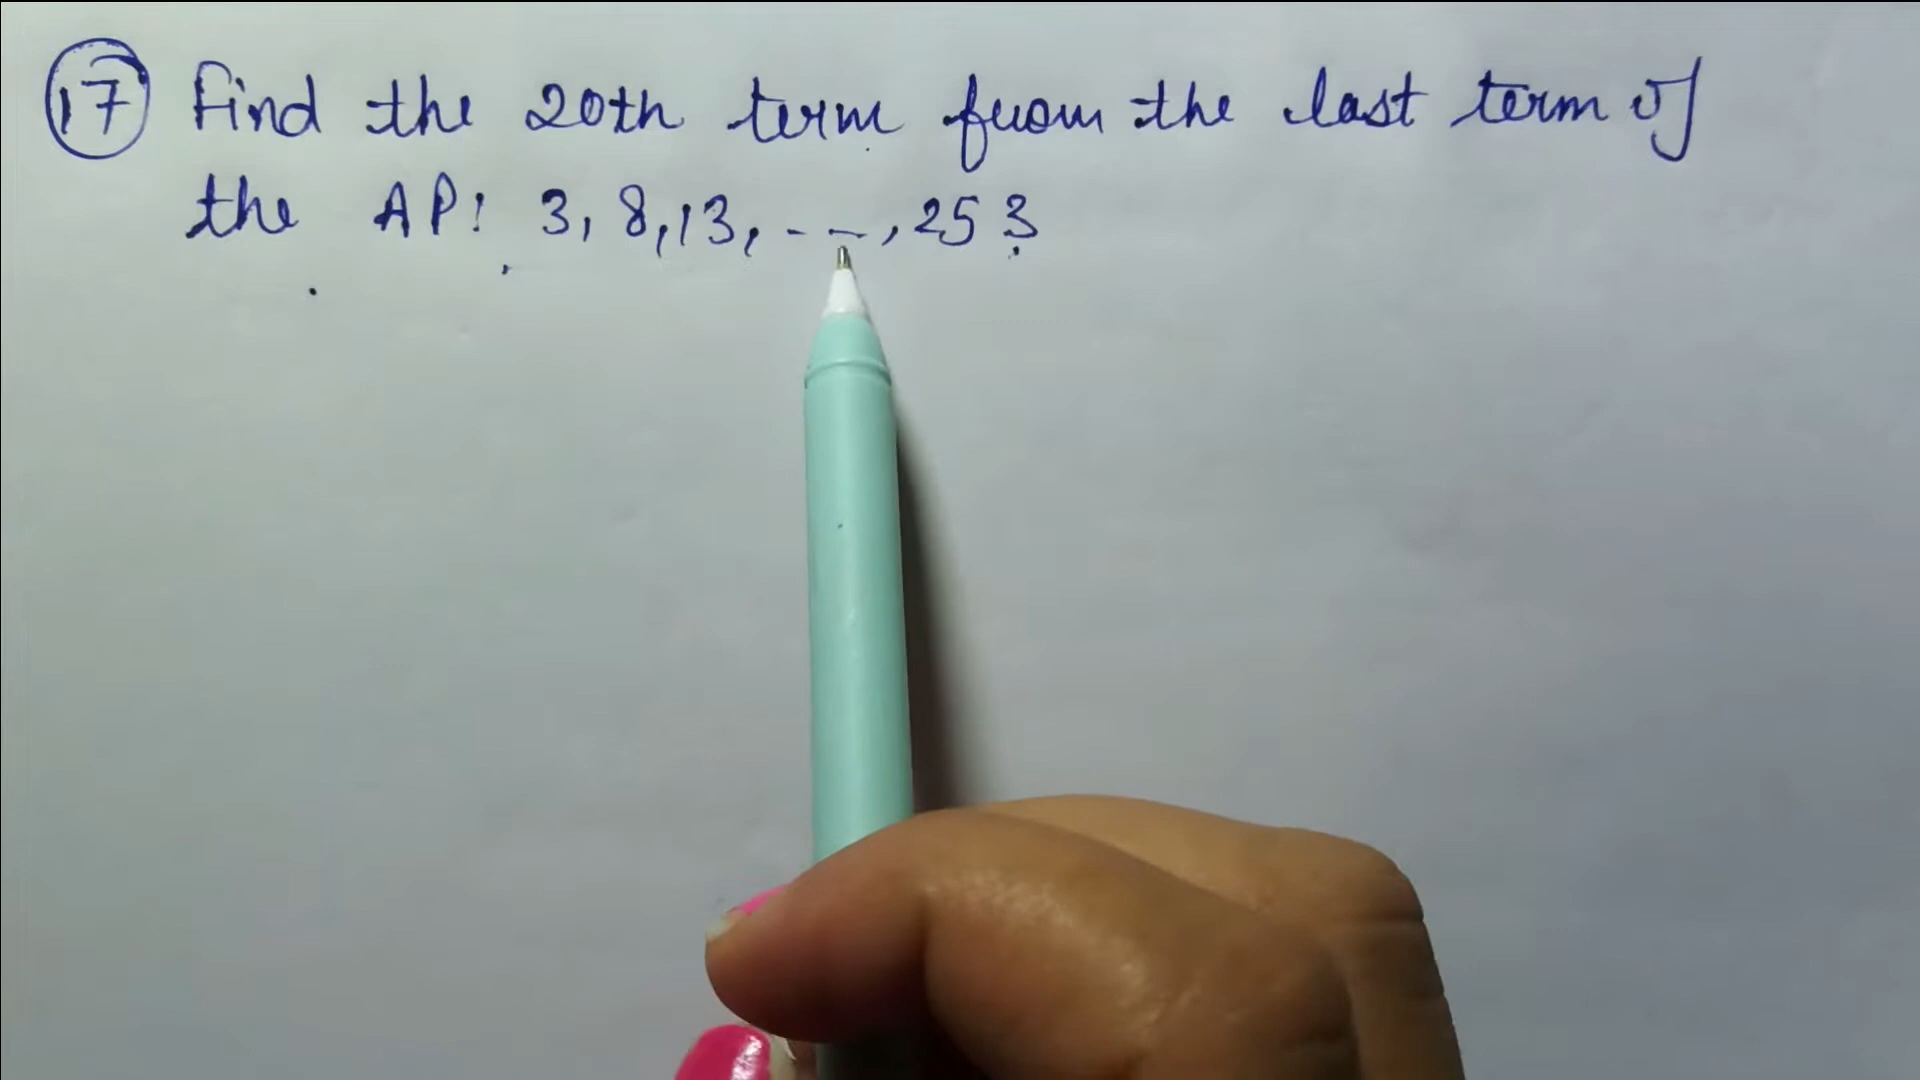 17 Find the 20th term from the last term of
the AP: 3, 8, 13, - -, 253